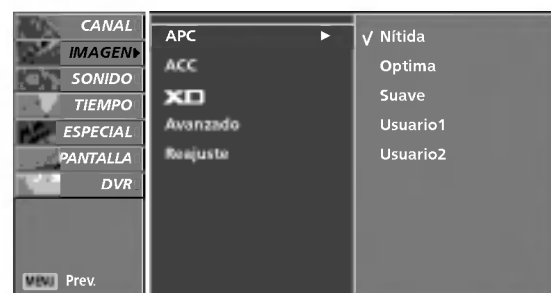 CANAL
IMAGEN
SONIDO
TIEMPO
ESPECIAL
PANTALLA
DVR
MENU Prev.
APC
ACC
XD
Avanzado
Reajuste
√ Nítida
Optima
Suave
Usuario1
Usuario2